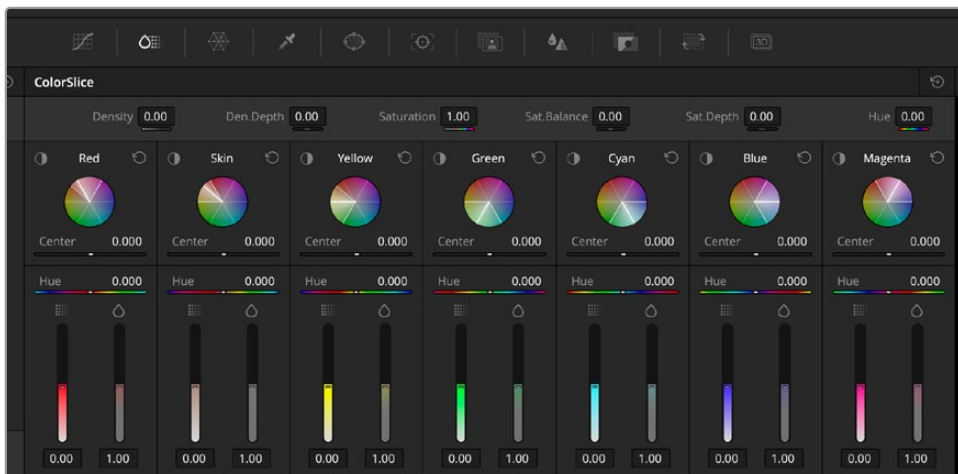 3D
ColorSlice
Density 0.00 Den.Depth 0.00 Saturation 1.00 Sat.Balance 0.00 Sat.Depth 0.00 Hue 0.00
Red Skin Yellow Green Cyan Blue Magenta
Center 0.000 Center 0.000 Center 0.000 Center 0.000 Center 0.000 Center 0.000 Center 0.000
Hue 0.000 Hue 0.000 Hue 0.000 Hue 0.000 Hue 0.000 Hue 0.000 Hue 0.000
0.00 1.00 0.00 1.00 0.00 1.00 0.00 1.00 0.00 1.00 0.00 1.00 0.00 1.00